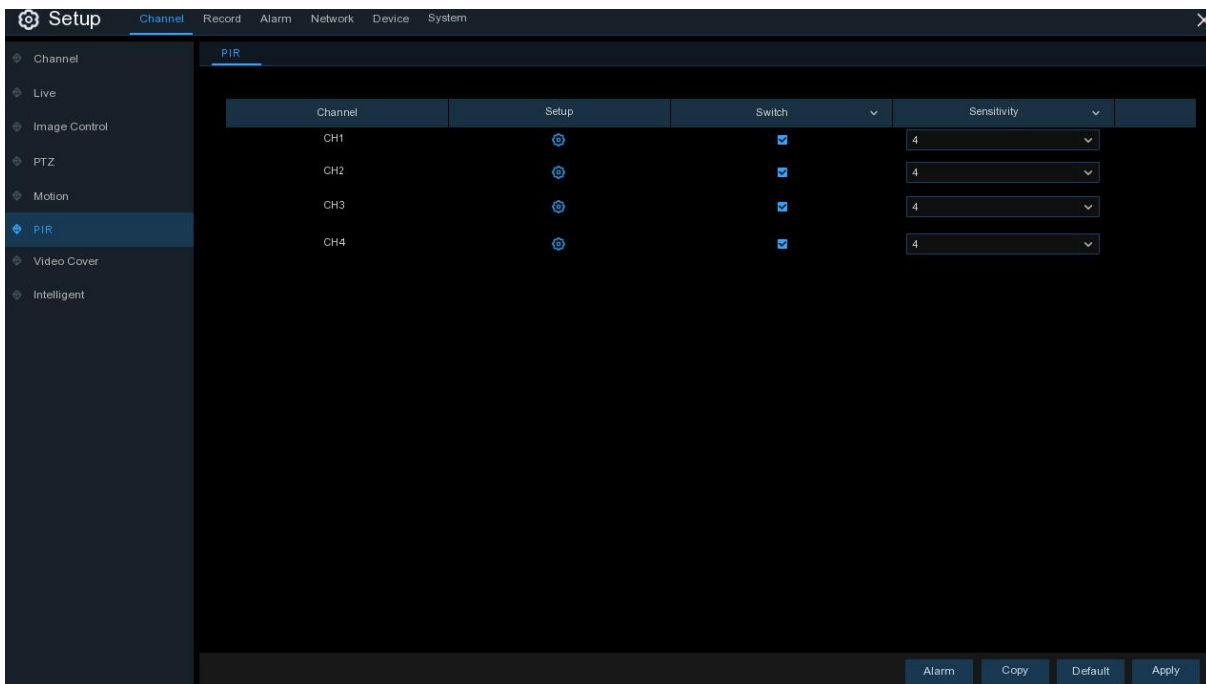 Setup Channel Record Alarm Network Device System
Channel
Live
Image Control
PTZ
Motion
PIR
Video Cover
Intelligent
PIR
Channel Setup Switch Sensitivity
CH1 4
CH2 4
CH3 4
CH4 4
Alarm Copy Default Apply